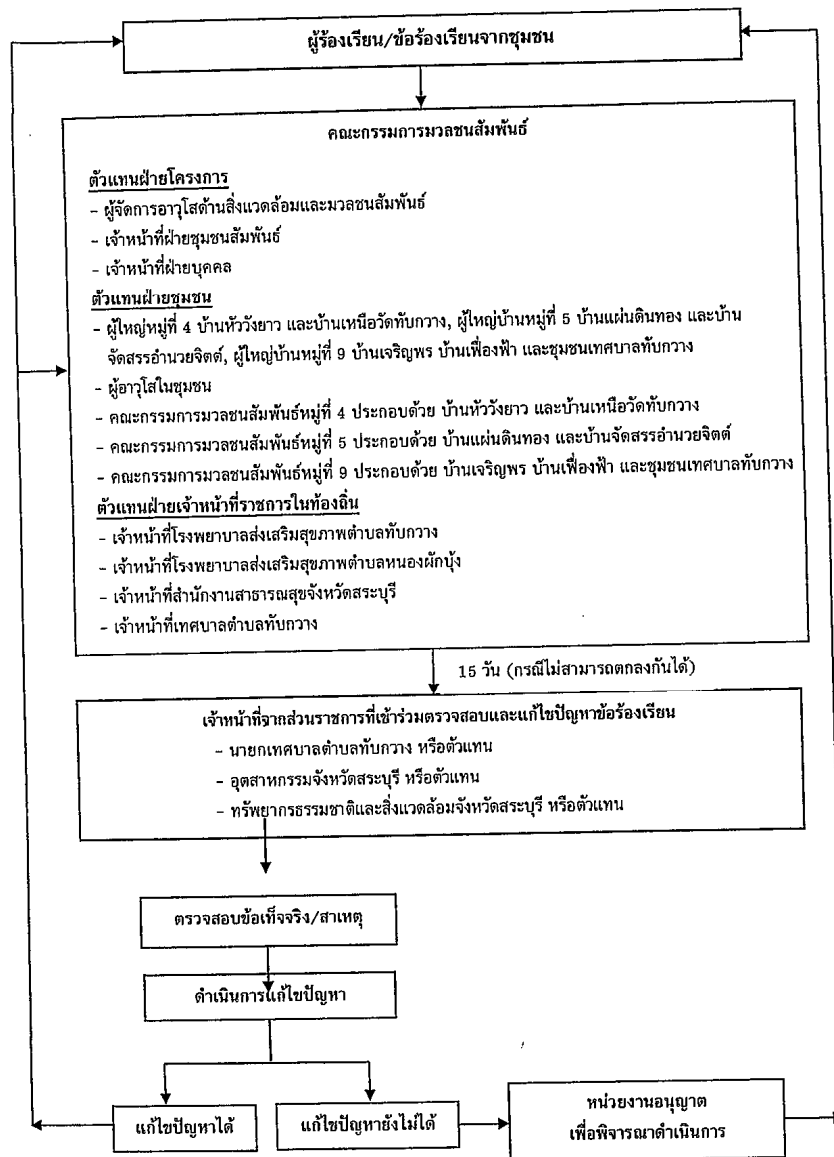 ผู้ร้องเรียน/ข้อร้องเรียนจากชุมชน
คณะกรรมการมวลชนสัมพันธ์
ตัวแทนฝ่ายโครงการ
- ผู้จัดการอาวุโสด้านสิ่งแวดล้อมและมวลชนสัมพันธ์
- เจ้าหน้าที่ฝ่ายชุมชนสัมพันธ์
- เจ้าหน้าที่ฝ่ายบุคคล
ตัวแทนฝ่ายชุมชน
- ผู้ใหญ่หมู่ที่ 4 บ้านหัววังยาว และบ้านเหนือวัดทับกวาง, ผู้ใหญ่บ้านหมู่ที่ 5 บ้านแผ่นดินทอง และบ้าน
จัดสรรอำนวยจิตต์, ผู้ใหญ่บ้านหมู่ที่ 9 บ้านเจริญพร บ้านเฟื่องฟ้า และชุมชนเทศบาลทับกวาง
- ผู้อาวุโสในชุมชน
- คณะกรรมการมวลชนสัมพันธ์หมู่ที่ 4 ประกอบด้วย บ้านหัววังยาว และบ้านเหนือวัดทับกวาง
- คณะกรรมการมวลชนสัมพันธ์หมู่ที่ 5 ประกอบด้วย บ้านแผ่นดินทอง และบ้านจัดสรรอำนวยจิตต์
- คณะกรรมการมวลชนสัมพันธ์หมู่ที่ 9 ประกอบด้วย บ้านเจริญพร บ้านเฟื่องฟ้า และชุมชนเทศบาลทับกวาง
ตัวแทนฝ่ายเจ้าหน้าที่ราชการในท้องถิ่น
- เจ้าหน้าที่โรงพยาบาลส่งเสริมสุขภาพตำบลทับกวาง
- เจ้าหน้าที่โรงพยาบาลส่งเสริมสุขภาพตำบลหนองผักบุ้ง
- เจ้าหน้าที่สำนักงานสาธารณสุขจังหวัดสระบุรี
- เจ้าหน้าที่เทศบาลตำบลทับกวาง
15 วัน (กรณีไม่สามารถตกลงกันได้)
เจ้าหน้าที่จากส่วนราชการที่เข้าร่วมตรวจสอบและแก้ไขปัญหาข้อร้องเรียน
- นายกเทศบาลตำบลทับกวาง หรือตัวแทน
- อุตสาหกรรมจังหวัดสระบุรี หรือตัวแทน
- ทรัพยากรธรรมชาติและสิ่งแวดล้อมจังหวัดสระบุรี หรือตัวแทน
ตรวจสอบข้อเท็จจริง/สาเหตุ
ดำเนินการแก้ไขปัญหา
แก้ไขปัญหาได้
แก้ไขปัญหายังไม่ได้
หน่วยงานอนุญาต
เพื่อพิจารณาดำเนินการ